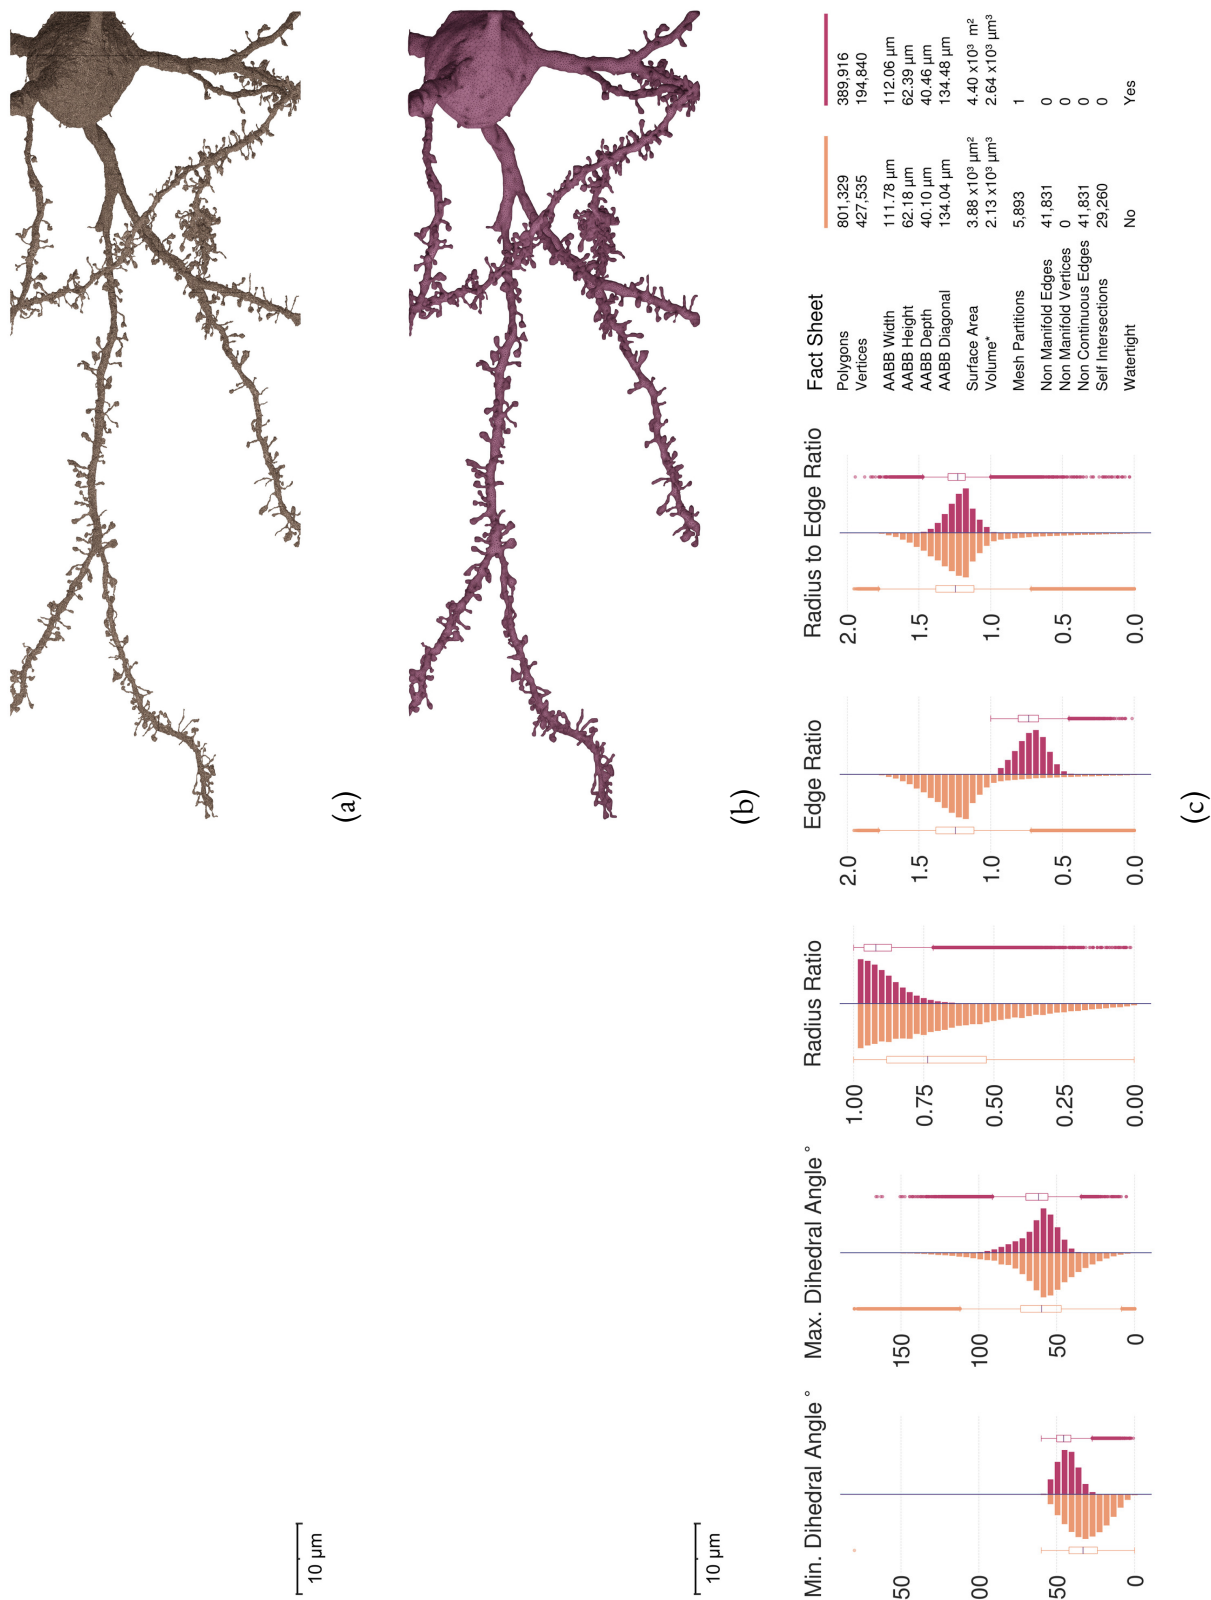 10 μm
(a)
10 μm
(b)
Min. Dihedral Angle °
50
00
50
0
Max. Dihedral Angle °
150
100
50
0
Radius Ratio
1.00
0.75
0.50
0.25
0.00
Edge Ratio
2.0
1.5
1.0
0.5
0.0
Radius to Edge Ratio
2.0
1.5
1.0
0.5
0.0
Fact Sheet
Polygons 801,329 389,916
Vertices 427,535 194,840
AABB Width 111.78 μm 112.06 μm
AABB Height 62.18 μm 62.39 μm
AABB Depth 40.10 μm 40.46 μm
AABB Diagonal 134.04 μm 134.48 μm
Surface Area 3.88 x10³ μm² 4.40 x10³ m²
Volume* 2.13 x10³ μm³ 2.64 x10³ μm³
Mesh Partitions 5,893 1
Non Manifold Edges 41,831 0
Non Manifold Vertices 0 0
Non Continuous Edges 41,831 0
Self Intersections 29,260 0
Watertight No Yes
(c)